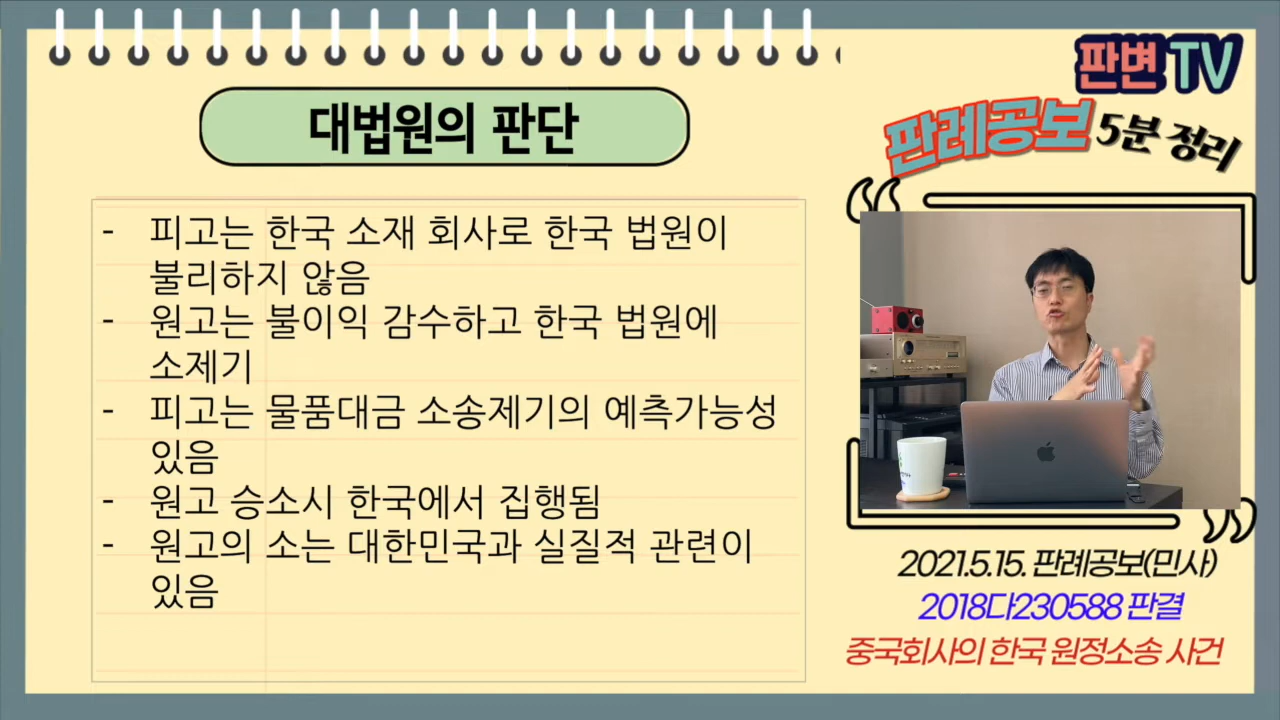 대법원의 판단
- 피고는 한국 소재 회사로 한국 법원이
불리하지 않음
- 원고는 불이익 감수하고 한국 법원에
소제기
- 피고는 물품대금 소송제기의 예측가능성
있음
- 원고 승소시 한국에서 집행됨
- 원고의 소는 대한민국과 실질적 관련이
있음
판변 TV
판례공보 5분 정리
2021.5.15. 판례공보(민사)
2018다230588 판결
중국회사의 한국 원정소송 사건